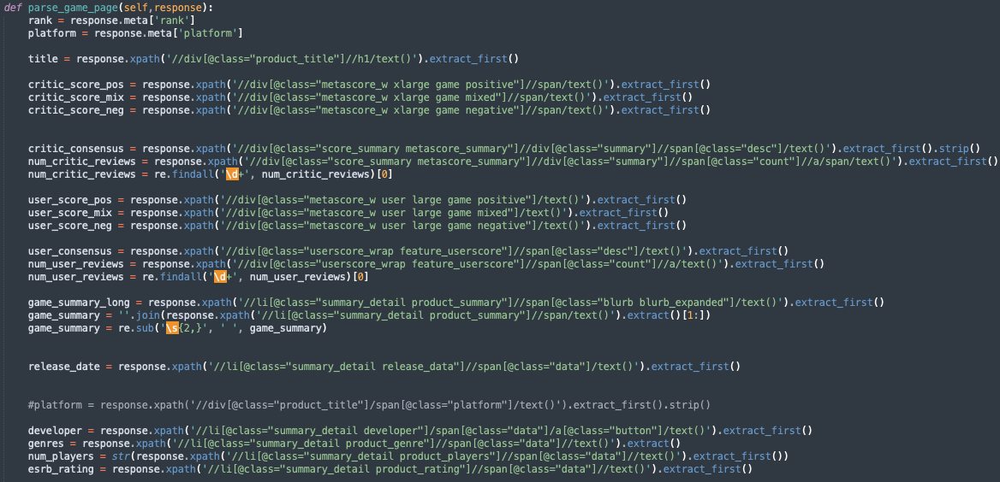 def parse_game_page(self,response):
    rank = response.meta['rank']
    platform = response.meta['platform']

    title = response.xpath('//div[@class="product_title"]//h1/text()').extract_first()

    critic_score_pos = response.xpath('//div[@class="metascore_w xlarge game positive"]//span/text()').extract_first()
    critic_score_mix = response.xpath('//div[@class="metascore_w xlarge game mixed"]//span/text()').extract_first()
    critic_score_neg = response.xpath('//div[@class="metascore_w xlarge game negative"]//span/text()').extract_first()


    critic_consensus = response.xpath('//div[@class="score_summary metascore_summary"]//div[@class="summary"]//span[@class="desc"]/text()').extract_first().strip()
    num_critic_reviews = response.xpath('//div[@class="score_summary metascore_summary"]//div[@class="summary"]//span[@class="count"]//a/span/text()').extract_first()
    num_critic_reviews = re.findall('\d+', num_critic_reviews)[0]

    user_score_pos = response.xpath('//div[@class="metascore_w user large game positive"]/text()').extract_first()
    user_score_mix = response.xpath('//div[@class="metascore_w user large game mixed"]/text()').extract_first()
    user_score_neg = response.xpath('//div[@class="metascore_w user large game negative"]/text()').extract_first()

    user_consensus = response.xpath('//div[@class="userscore_wrap feature_userscore"]//span[@class="desc"]/text()').extract_first()
    num_user_reviews = response.xpath('//div[@class="userscore_wrap feature_userscore"]//span[@class="count"]//a/text()').extract_first()
    num_user_reviews = re.findall('\d+', num_user_reviews)[0]

    game_summary_long = response.xpath('//li[@class="summary_detail product_summary"]//span[@class="blurb blurb_expanded"]/text()').extract_first()
    game_summary = ''.join(response.xpath('//li[@class="summary_detail product_summary"]//span/text()').extract()[1:])
    game_summary = re.sub('\s{2,}', ' ', game_summary)


    release_date = response.xpath('//li[@class="summary_detail release_data"]//span[@class="data"]/text()').extract_first()


    #platform = response.xpath('//div[@class="product_title"]/span[@class="platform"]/text()').extract_first().strip()

    developer = response.xpath('//li[@class="summary_detail developer"]/span[@class="data"]/a[@class="button"]/text()').extract_first()
    genres = response.xpath('//li[@class="summary_detail product_genre"]//span[@class="data"]//text()').extract()
    num_players = str(response.xpath('//li[@class="summary_detail product_players"]//span[@class="data"]//text()').extract_first())
    esrb_rating = response.xpath('//li[@class="summary_detail product_rating"]//span[@class="data"]//text()').extract_first()